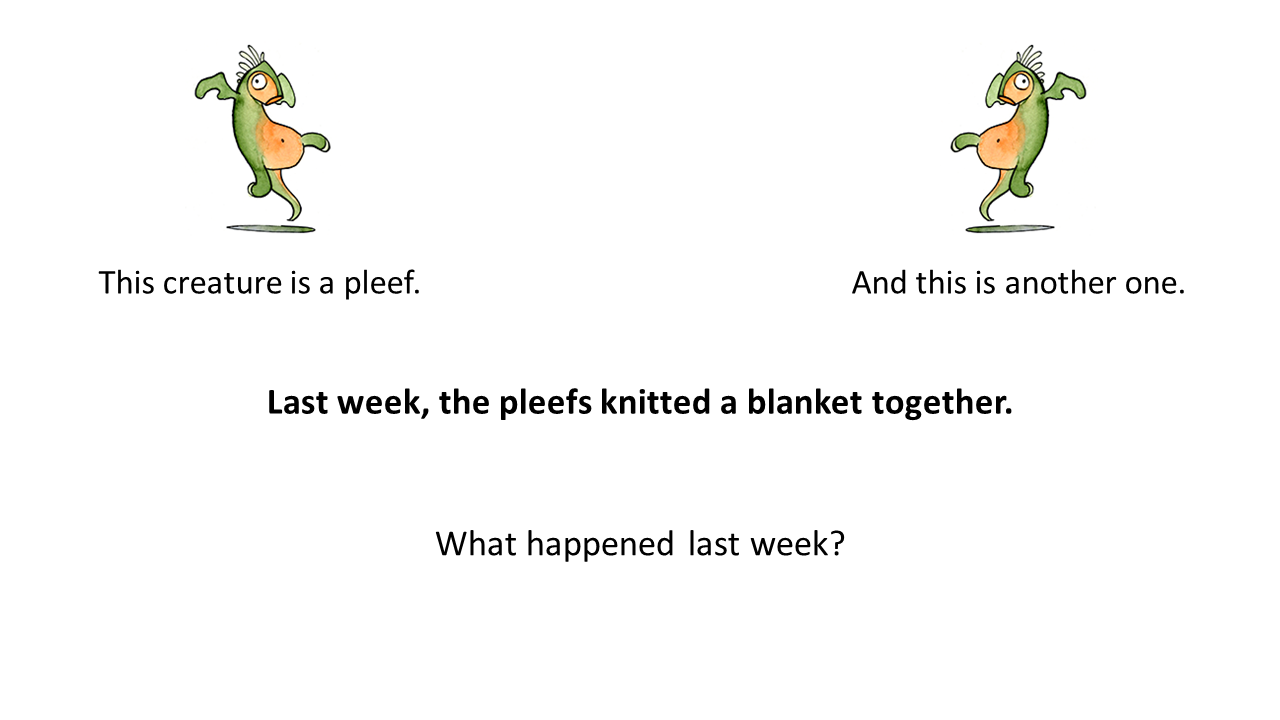 This creature is a pleef.
And this is another one.
Last week, the pleefs knitted a blanket together.
What happened last week?